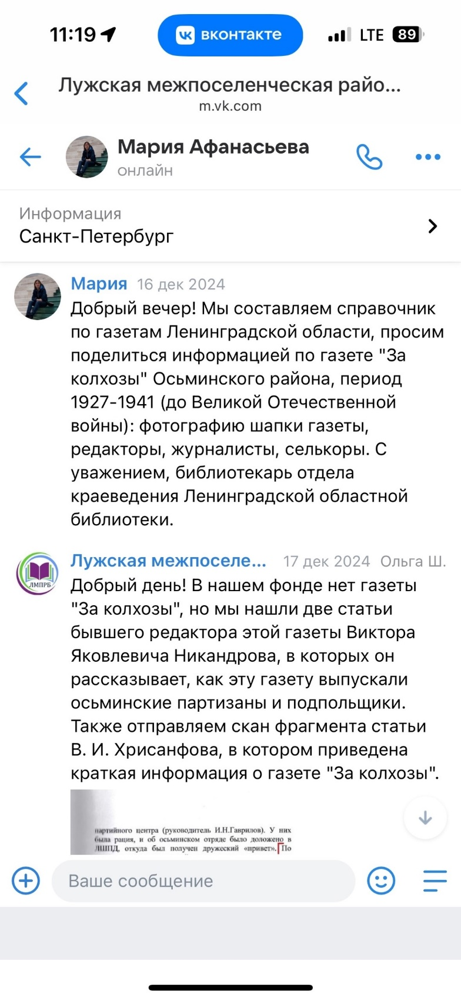 11:19
вконтакте
LTE
89
Лужская межпоселенческая райо...
m.vk.com
Мария Афанасьева
онлайн
Информация
Санкт-Петербург
Мария 16 дек 2024
Добрый вечер! Мы составляем справочник
по газетам Ленинградской области, просим
поделиться информацией по газете "За
колхозы" Осьминского района, период
1927-1941 (до Великой Отечественной
войны): фотографию шапки газеты,
редакторы, журналисты, селькоры. С
уважением, библиотекарь отдела
краеведения Ленинградской областной
библиотеки.
ЛМПРБ
Лужская межпоселе... 17 дек 2024 Ольга Ш.
Добрый день! В нашем фонде нет газеты
"За колхозы", но мы нашли две статьи
бывшего редактора этой газеты Виктора
Яковлевича Никандрова, в которых он
рассказывает, как эту газету выпускали
осьминские партизаны и подпольщики.
Также отправляем скан фрагмента статьи
В. И. Хрисанфова, в котором приведена
краткая информация о газете "За колхозы".
партийного центра (руководитель И.Н.Гаврилов). У них
была рация, и об осьминском отряде было доложено в
ЛШПД, откуда был получен дружеский «привет». По
Ваше сообщение